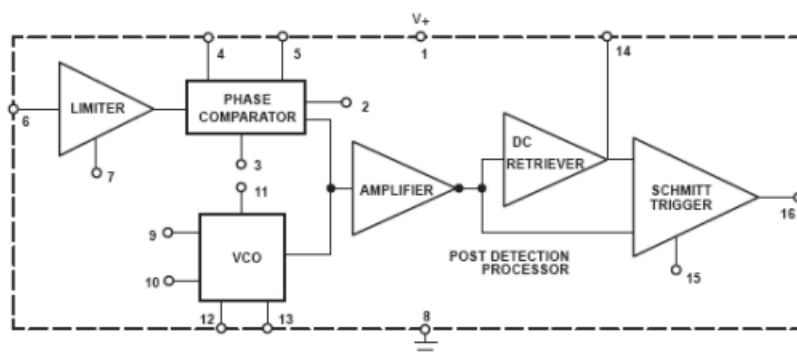 V+
4
5
1
14
LIMITER
PHASE
COMPARATOR
2
6
7
3
11
DC
RETRIEVER
AMPLIFIER
SCHMITT
TRIGGER
16
9
VCO
10
POST DETECTION
PROCESSOR
15
12
13
8